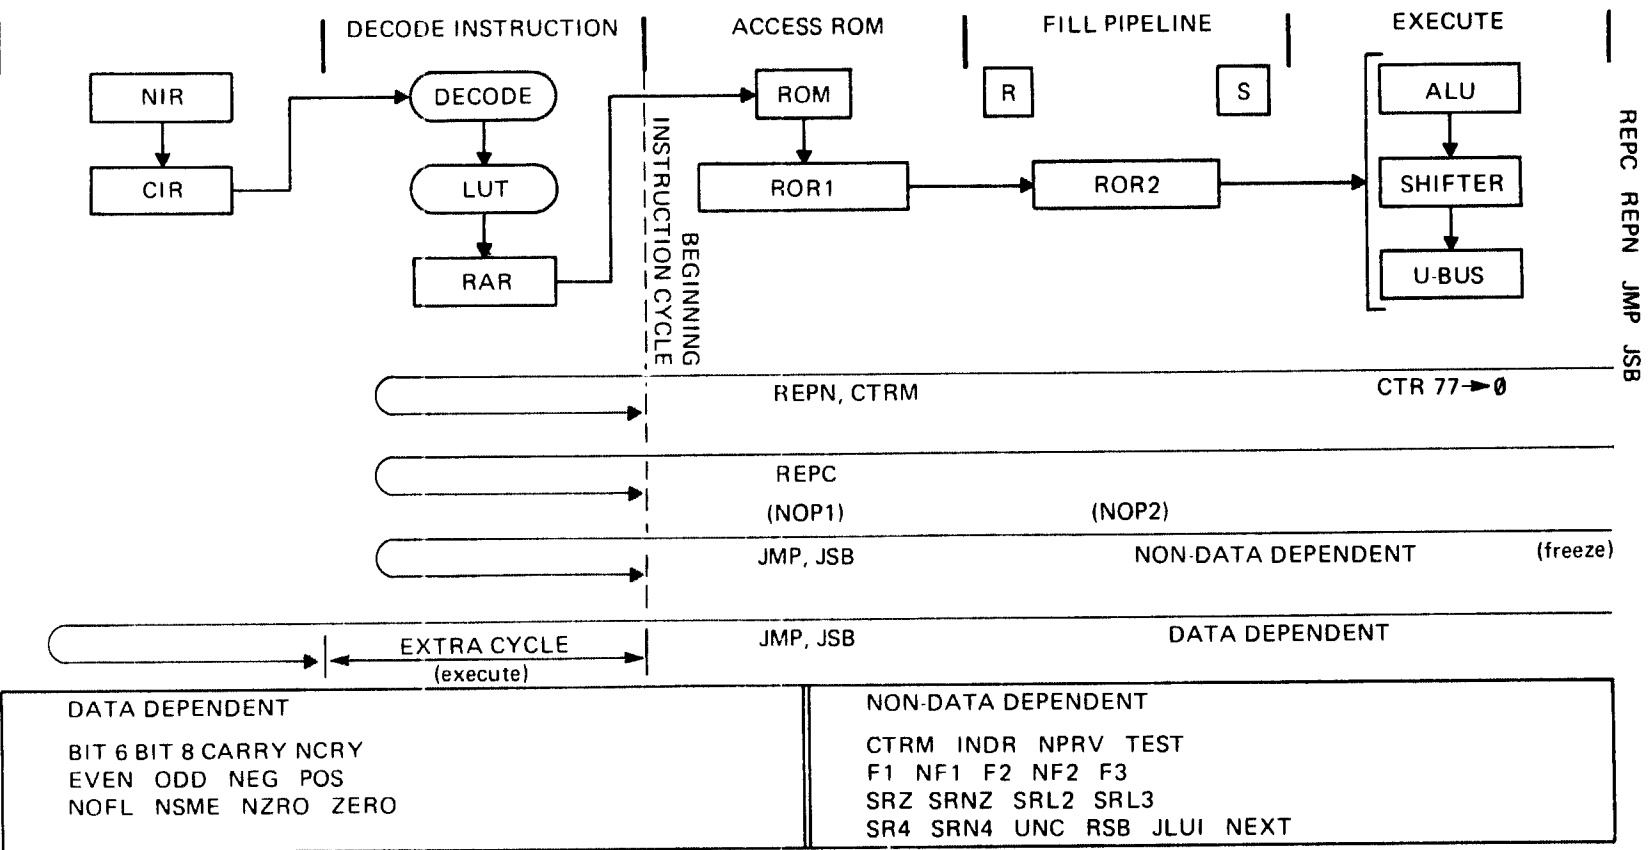 DECODE INSTRUCTION ACCESS ROM FILL PIPELINE EXECUTE
NIR DECODE ROM R S ALU
CIR LUT ROR1 ROR2 SHIFTER
RAR U-BUS
BEGINNING
INSTRUCTION CYCLE
REPC REPN JMP JSB
REPN, CTRM CTR 77→0
REPC
(NOP1) (NOP2)
JMP, JSB NON-DATA DEPENDENT (freeze)
EXTRA CYCLE JMP, JSB DATA DEPENDENT
(execute)
DATA DEPENDENT
BIT 6 BIT 8 CARRY NCRY
EVEN ODD NEG POS
NOFL NSME NZRO ZERO
NON-DATA DEPENDENT
CTRM INDR NPRV TEST
F1 NF1 F2 NF2 F3
SRZ SRNZ SRL2 SRL3
SR4 SRN4 UNC RSB JLUI NEXT